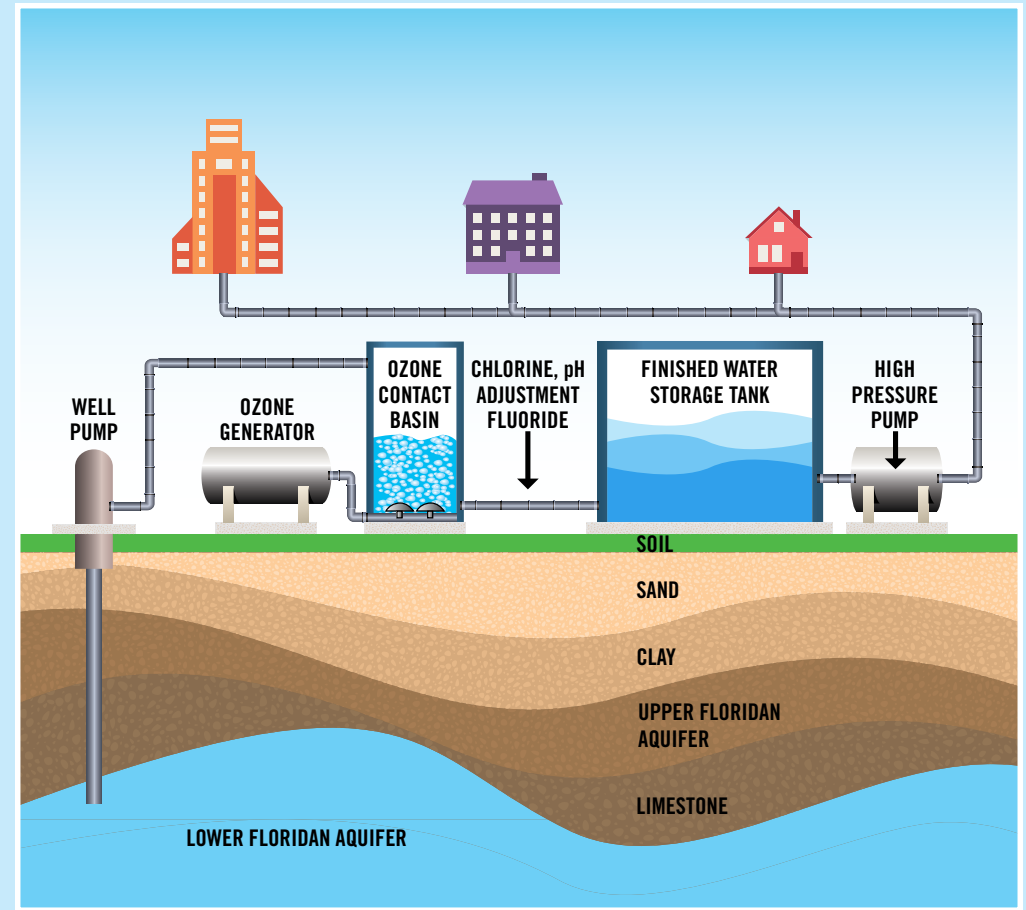 WELL
PUMP
OZONE
GENERATOR
OZONE
CONTACT
BASIN
CHLORINE, pH
ADJUSTMENT
FLUORIDE
FINISHED WATER
STORAGE TANK
HIGH
PRESSURE
PUMP
SOIL
SAND
CLAY
UPPER FLORIDAN
AQUIFER
LIMESTONE
LOWER FLORIDAN AQUIFER